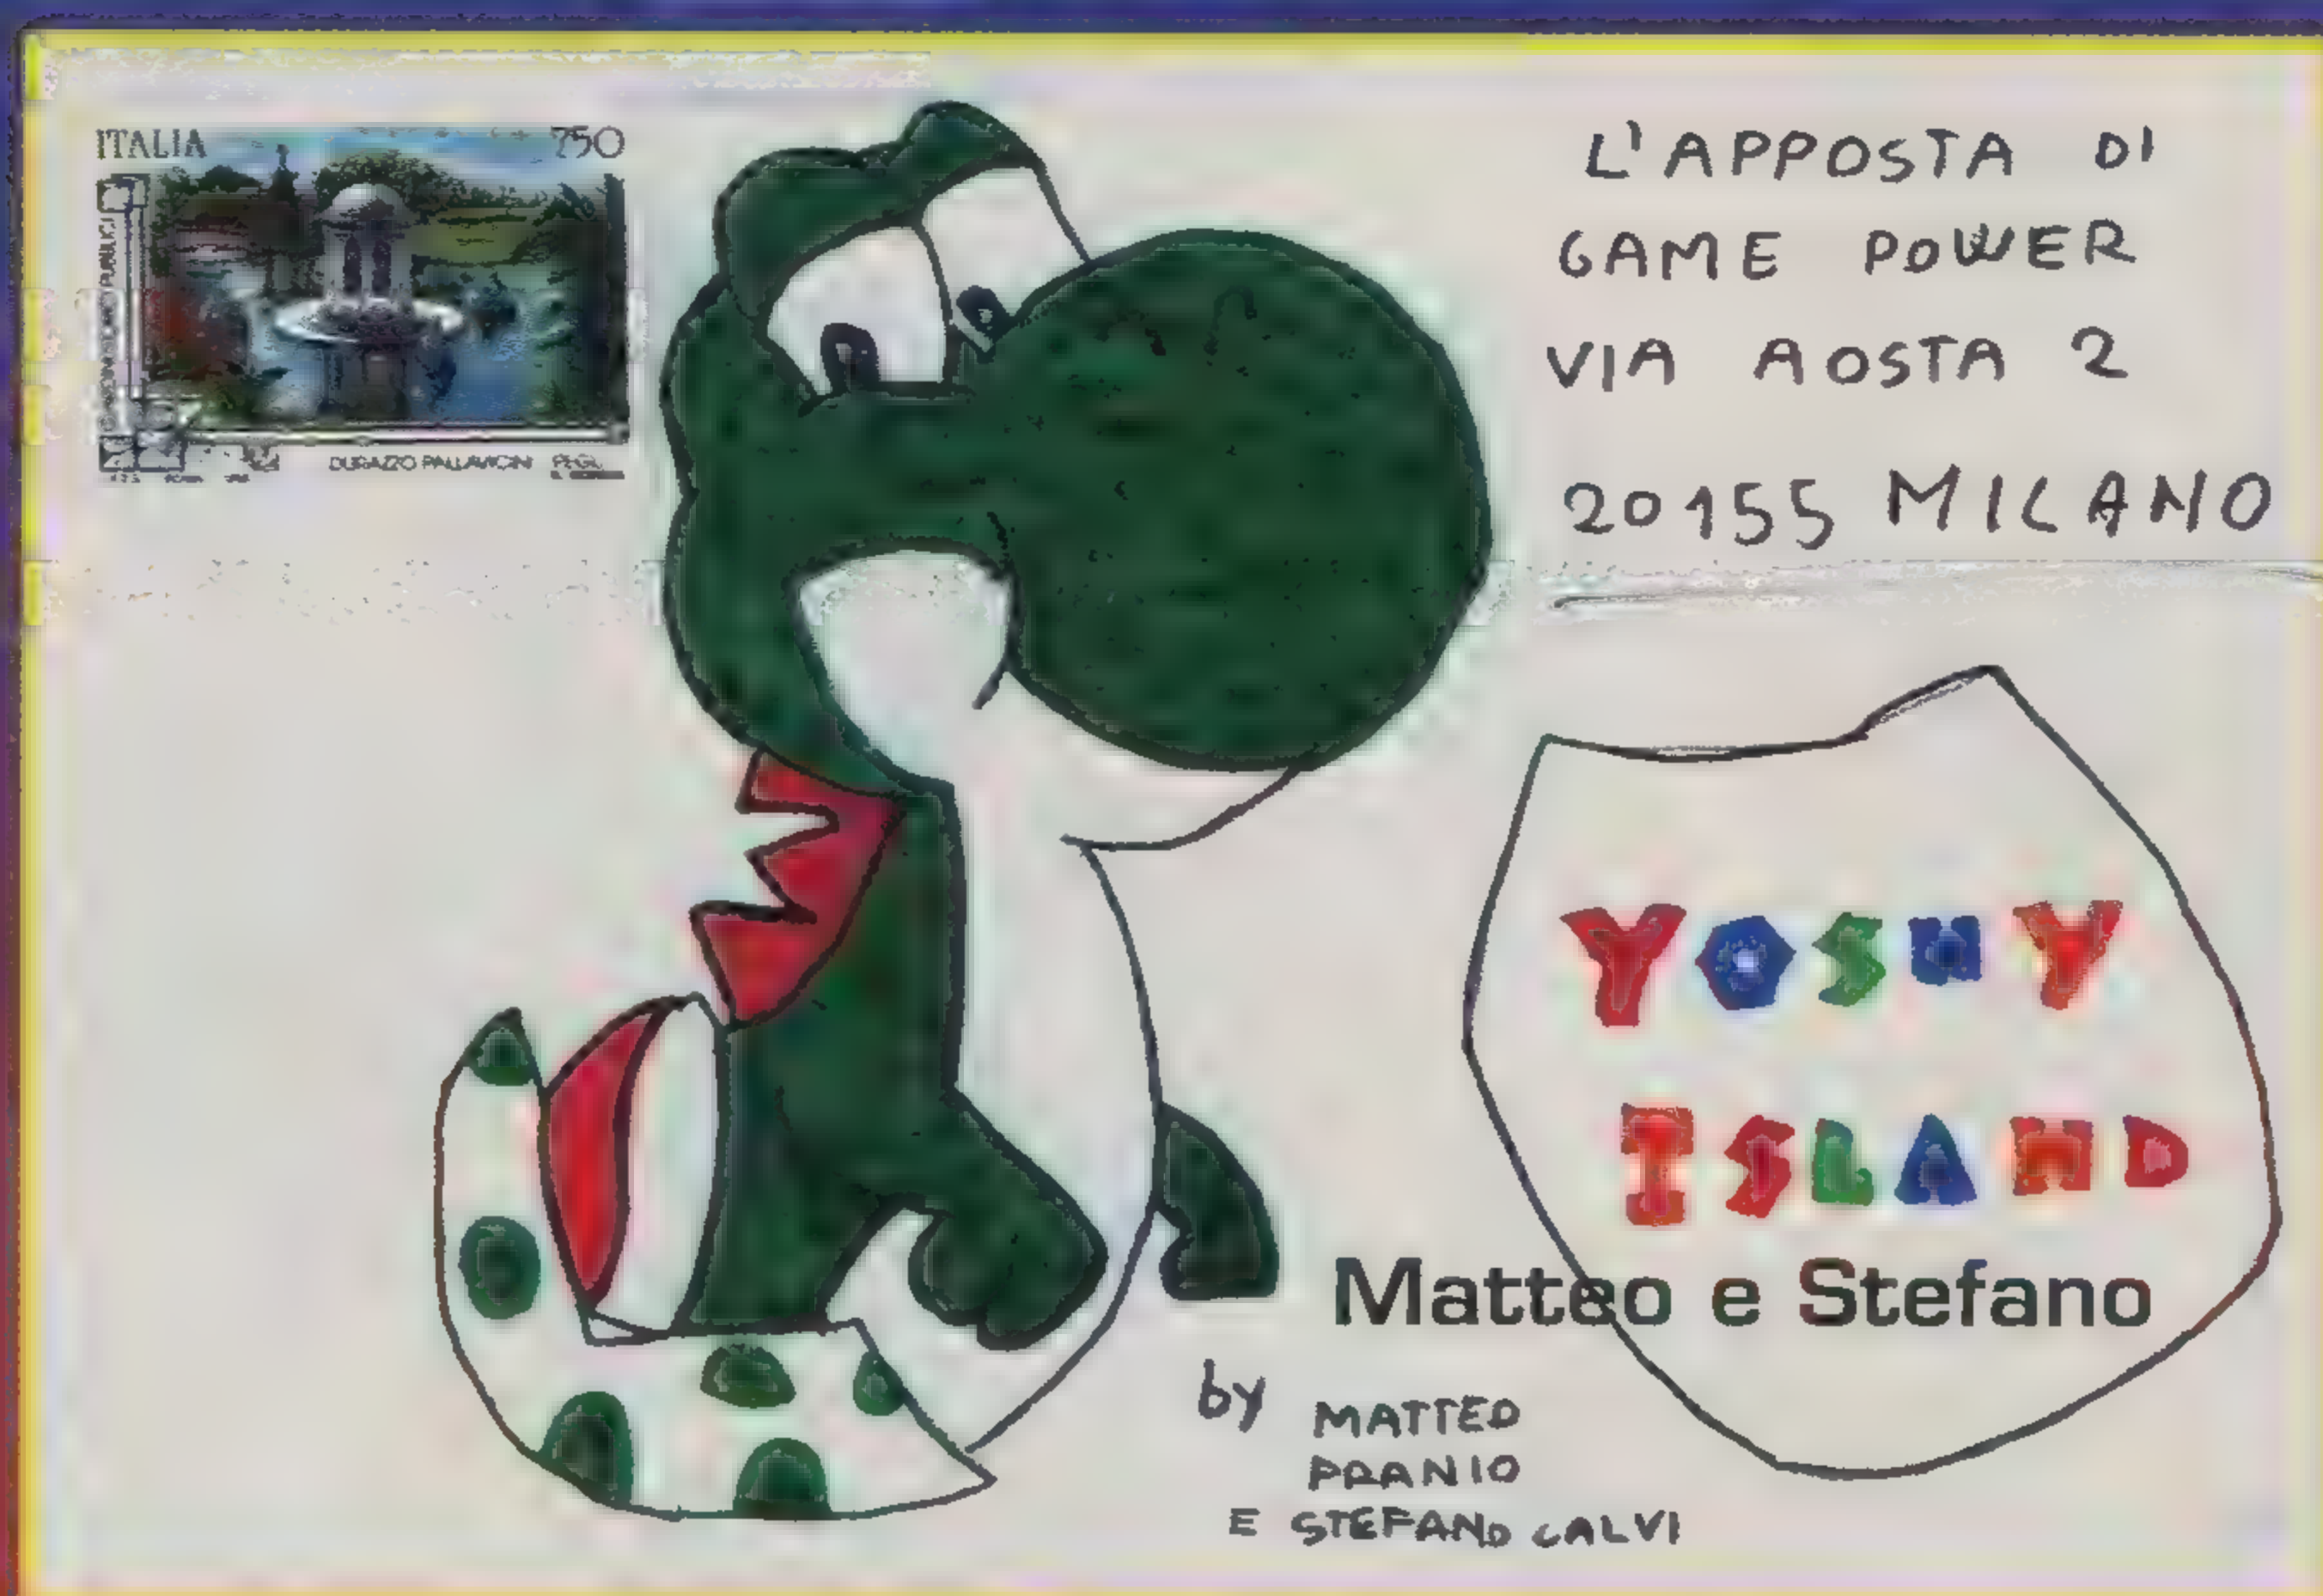 ITALIA 750
DURAZZO PALLAVICINI PEGLI
L'APPOSTA DI
GAME POWER
VIA AOSTA 2
20155 MILANO
YOSHY
ISLAND
Matteo e Stefano
by MATTEO
PRANIO
E STEFANO CALVI